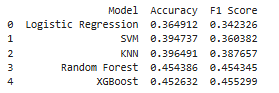 Model Accuracy F1 Score
0 Logistic Regression 0.364912 0.342326
1 SVM 0.394737 0.360382
2 KNN 0.396491 0.387657
3 Random Forest 0.454386 0.454345
4 XGBoost 0.452632 0.455299